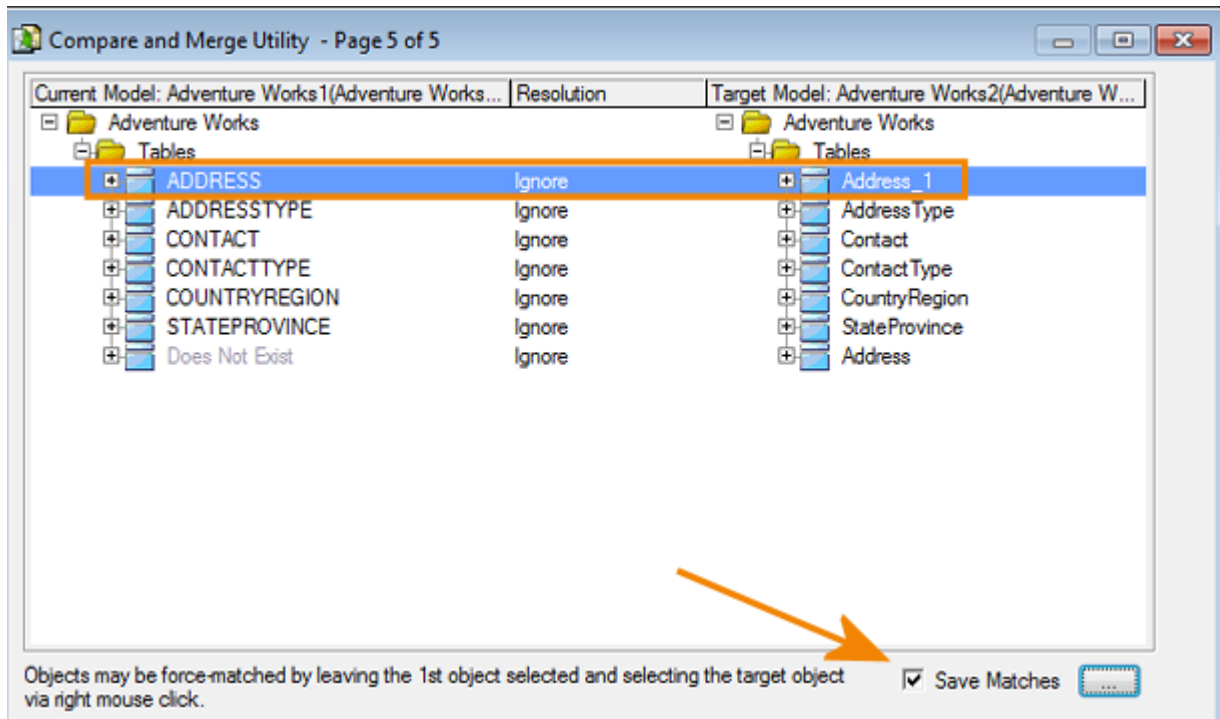 Compare and Merge Utility - Page 5 of 5
Current Model: Adventure Works1(Adventure Works... Resolution Target Model: Adventure Works2(Adventure W...
Adventure Works Adventure Works
Tables Tables
ADDRESS Ignore Address_1
ADDRESSTYPE Ignore AddressType
CONTACT Ignore Contact
CONTACTTYPE Ignore ContactType
COUNTRYREGION Ignore CountryRegion
STATEPROVINCE Ignore StateProvince
Does Not Exist Ignore Address
Objects may be force-matched by leaving the 1st object selected and selecting the target object
via right mouse click.
Save Matches ...